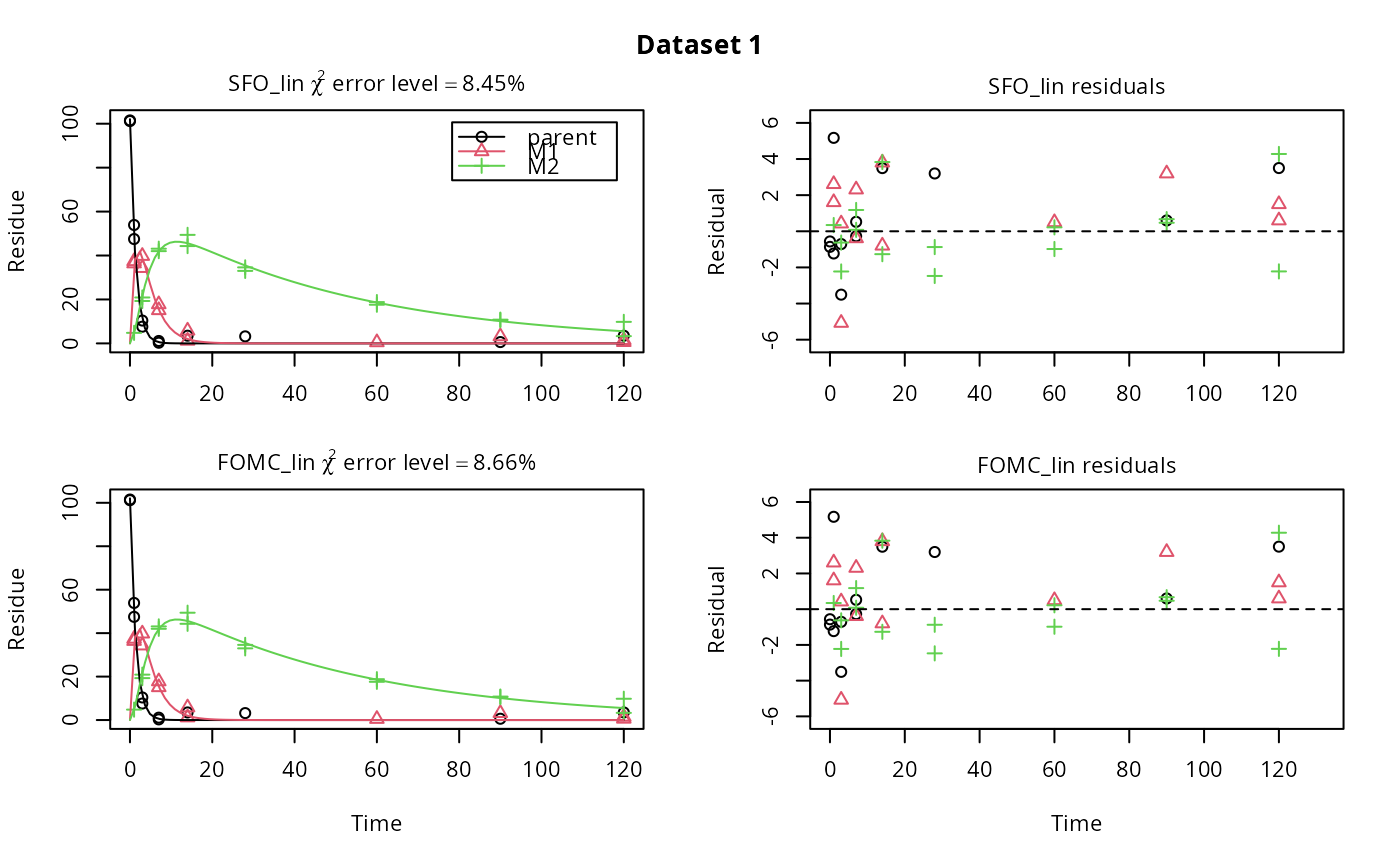 Dataset 1
SFO_lin χ² error level = 8.45%
Residue
0
20
60
100
parent
M1
M2
0 20 40 60 80 100 120
SFO_lin residuals
Residual
-6
-2
2
4
6
0 20 40 60 80 100 120
FOMC_lin χ² error level = 8.66%
Residue
0
20
60
100
0 20 40 60 80 100 120
Time
FOMC_lin residuals
Residual
-6
-2
2
4
6
0 20 40 60 80 100 120
Time